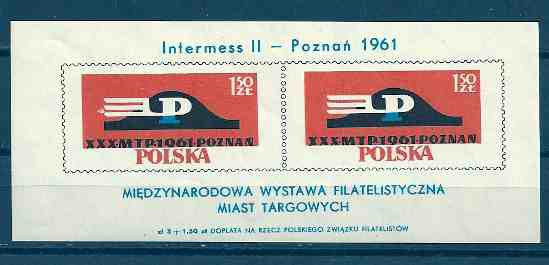 Intermess II – Poznań 1961
1,50 ZŁ
P
XXX·MTP·1961·POZNAŃ
POLSKA
1,50 ZŁ
P
XXX·MTP·1961·POZNAŃ
POLSKA
MIĘDZYNARODOWA WYSTAWA FILATELISTYCZNA
MIAST TARGOWYCH
zł 3 + 1,50 zł DOPŁATA NA RZECZ POLSKIEGO ZWIĄZKU FILATELISTÓW